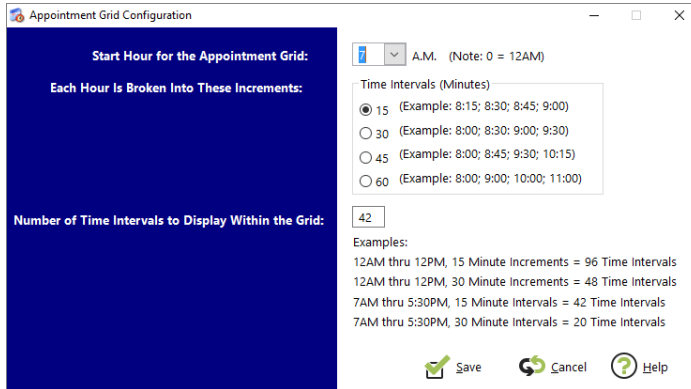 Appointment Grid Configuration
Start Hour for the Appointment Grid:
7 A.M. (Note: 0 = 12AM)
Each Hour Is Broken Into These Increments:
Time Intervals (Minutes)
15 (Example: 8:15; 8:30; 8:45; 9:00)
30 (Example: 8:00; 8:30: 9:00; 9:30)
45 (Example: 8:00; 8:45; 9:30; 10:15)
60 (Example: 8:00; 9:00; 10:00; 11:00)
Number of Time Intervals to Display Within the Grid:
42
Examples:
12AM thru 12PM, 15 Minute Increments = 96 Time Intervals
12AM thru 12PM, 30 Minute Increments = 48 Time Intervals
7AM thru 5:30PM, 15 Minute Intervals = 42 Time Intervals
7AM thru 5:30PM, 30 Minute Intervals = 20 Time Intervals
Save Cancel Help